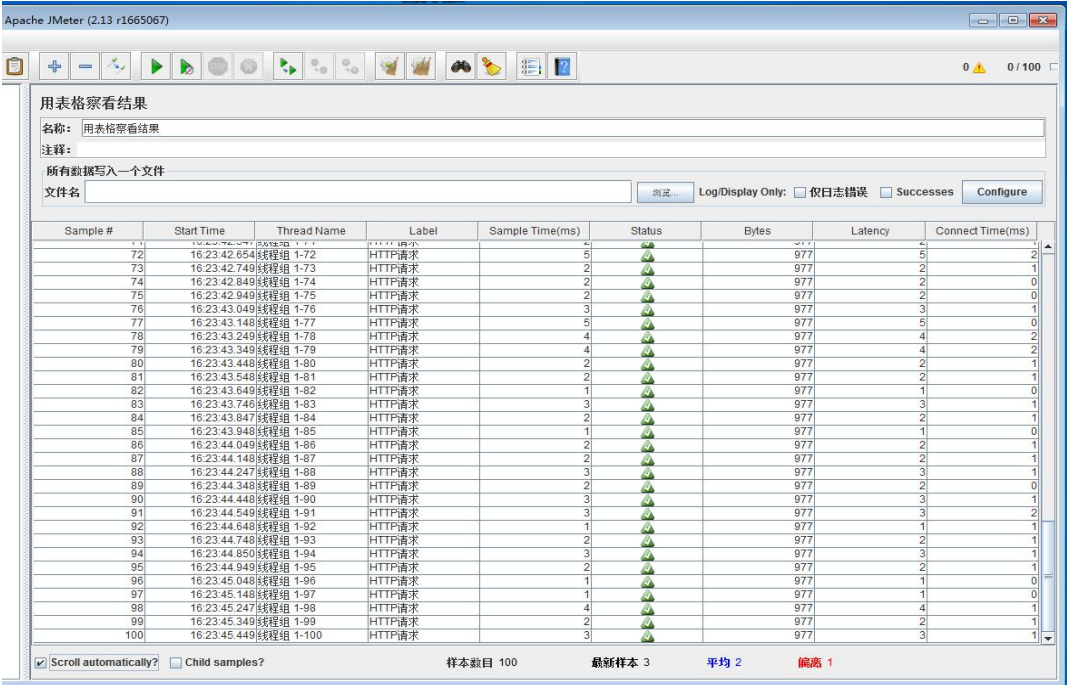 Apache JMeter (2.13 r1665067)
0 0 / 100
用表格察看结果
名称: 用表格察看结果
注释:
所有数据写入一个文件
文件名 浏览... Log/Display Only: 仅日志错误 Successes Configure
Sample # Start Time Thread Name Label Sample Time(ms) Status Bytes Latency Connect Time(ms)
72 16:23:42.654 线程组 1-72 HTTP请求 5 977 5 2
73 16:23:42.749 线程组 1-73 HTTP请求 2 977 2 1
74 16:23:42.849 线程组 1-74 HTTP请求 2 977 2 0
75 16:23:42.949 线程组 1-75 HTTP请求 2 977 2 0
76 16:23:43.049 线程组 1-76 HTTP请求 3 977 3 1
77 16:23:43.148 线程组 1-77 HTTP请求 5 977 5 0
78 16:23:43.249 线程组 1-78 HTTP请求 4 977 4 2
79 16:23:43.349 线程组 1-79 HTTP请求 4 977 4 2
80 16:23:43.448 线程组 1-80 HTTP请求 2 977 2 1
81 16:23:43.548 线程组 1-81 HTTP请求 2 977 2 1
82 16:23:43.649 线程组 1-82 HTTP请求 1 977 1 0
83 16:23:43.746 线程组 1-83 HTTP请求 3 977 3 1
84 16:23:43.847 线程组 1-84 HTTP请求 2 977 2 1
85 16:23:43.948 线程组 1-85 HTTP请求 1 977 1 0
86 16:23:44.049 线程组 1-86 HTTP请求 2 977 2 1
87 16:23:44.148 线程组 1-87 HTTP请求 2 977 2 1
88 16:23:44.247 线程组 1-88 HTTP请求 3 977 3 1
89 16:23:44.348 线程组 1-89 HTTP请求 2 977 2 0
90 16:23:44.448 线程组 1-90 HTTP请求 3 977 3 1
91 16:23:44.549 线程组 1-91 HTTP请求 3 977 3 2
92 16:23:44.648 线程组 1-92 HTTP请求 1 977 1 1
93 16:23:44.748 线程组 1-93 HTTP请求 2 977 2 1
94 16:23:44.850 线程组 1-94 HTTP请求 3 977 3 1
95 16:23:44.949 线程组 1-95 HTTP请求 2 977 2 1
96 16:23:45.048 线程组 1-96 HTTP请求 1 977 1 0
97 16:23:45.148 线程组 1-97 HTTP请求 1 977 1 0
98 16:23:45.247 线程组 1-98 HTTP请求 4 977 4 1
99 16:23:45.349 线程组 1-99 HTTP请求 2 977 2 1
100 16:23:45.449 线程组 1-100 HTTP请求 3 977 3 1
Scroll automatically? Child samples? 样本数目 100 最新样本 3 平均 2 偏离 1